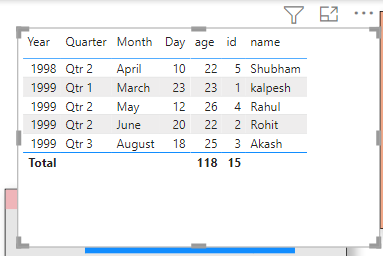 Year Quarter Month Day age id name
1998 Qtr 2 April 10 22 5 Shubham
1999 Qtr 1 March 23 23 1 kalpesh
1999 Qtr 2 May 12 26 4 Rahul
1999 Qtr 2 June 20 22 2 Rohit
1999 Qtr 3 August 18 25 3 Akash
Total 118 15